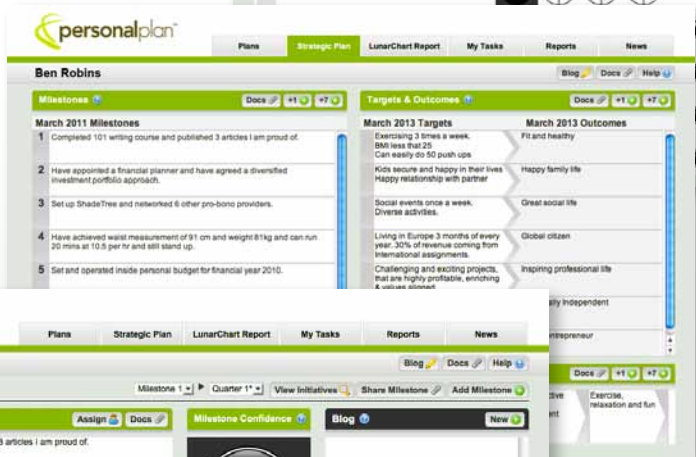 personalplan
Plans Strategic Plan LunarChart Report My Tasks Reports News
Ben Robins
Blog Docs Help
Milestones Docs +1 +7
March 2011 Milestones
1 Completed 101 writing course and published 3 articles I am proud of.
2 Have appointed a financial planner and have agreed a diversified
investment portfolio approach.
3 Set up ShadeTree and networked 6 other pro-bono providers.
4 Have achieved waist measurement of 91 cm and weight 81kg and can run
20 mins at 10.5 per hr and still stand up.
5 Set and operated inside personal budget for financial year 2010.
Targets & Outcomes Docs +1 +7
March 2013 Targets March 2013 Outcomes
Exercising 3 times a week.
BMI less that 25
Can easily do 50 push ups
Fit and healthy
Kids secure and happy in their lives
Happy relationship with partner
Happy family life
Social events once a week.
Diverse activities.
Great social life
Living in Europe 3 months of every
year. 30% of revenue coming from
International assignments.
Global citizen
Challenging and exciting projects,
that are highly profitable, enriching
& values aligned
Inspiring professional life
ally Independent
entrepreneur
Docs +1 +7
Exercise,
relaxation and fun
Plans Strategic Plan LunarChart Report My Tasks Reports News
Blog Docs Help
Milestone 1 Quarter 1* View Initiatives Share Milestone Add Milestone
Assign Docs
Milestone Confidence
Blog New
3 articles I am proud of.